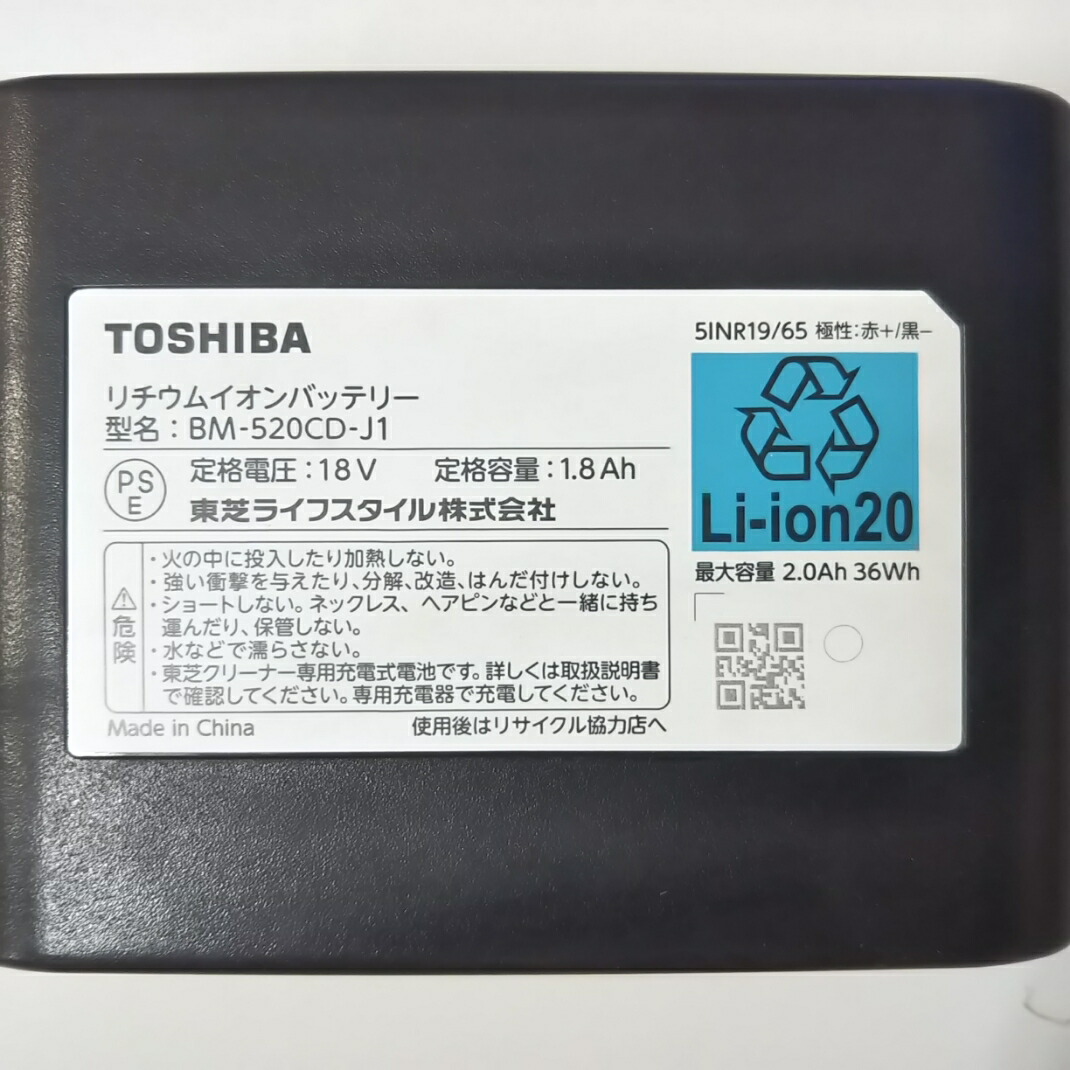 TOSHIBA
リチウムイオンバッテリー
型名：BM-520CD-J1
PS
E
定格電圧：18V 定格容量：1.8Ah
東芝ライフスタイル株式会社
危険
・火の中に投入したり加熱しない。
・強い衝撃を与えたり、分解、改造、はんだ付けしない。
・ショートしない。ネックレス、ヘアピンなどと一緒に持ち
運んだり、保管しない。
・水などで濡らさない。
・東芝クリーナー専用充電式電池です。詳しくは取扱説明書
で確認してください。専用充電器で充電してください。
Made in China 使用後はリサイクル協力店へ
5INR19/65 極性：赤+/黒−
Li-ion20
最大容量 2.0Ah 36Wh